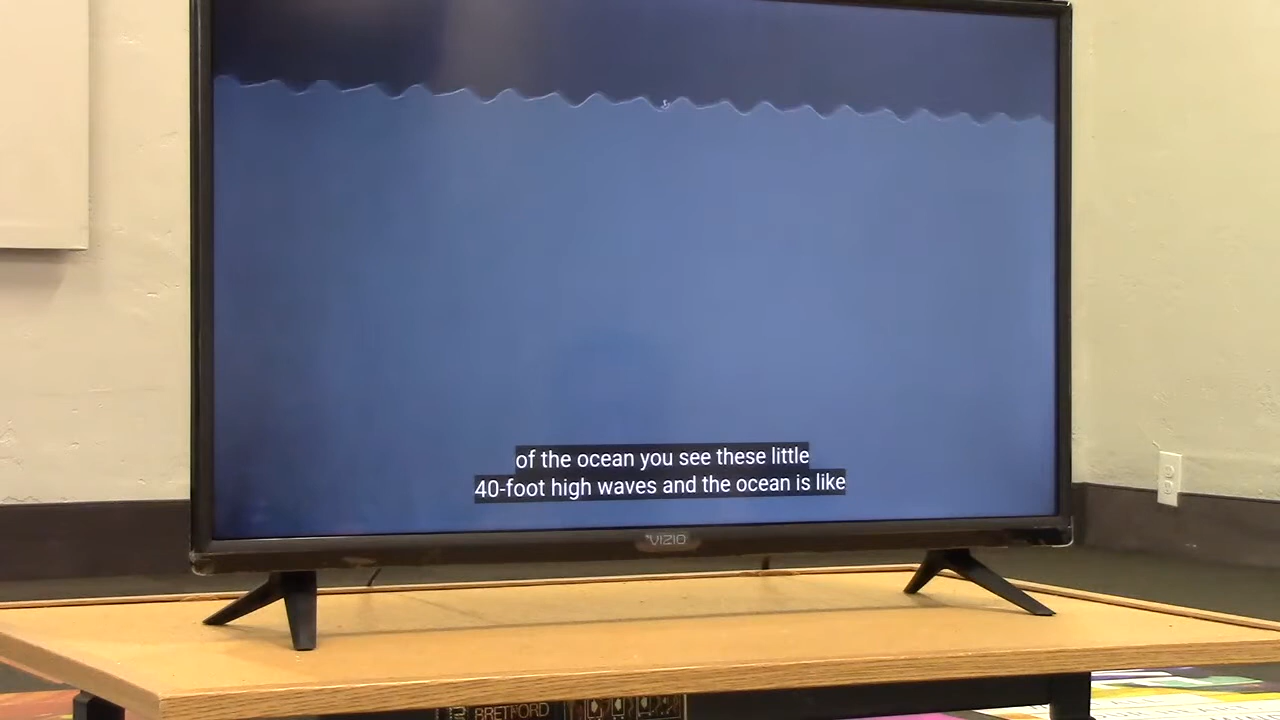 of the ocean you see these little
40-foot high waves and the ocean is like
VIZIO
BRETFORD